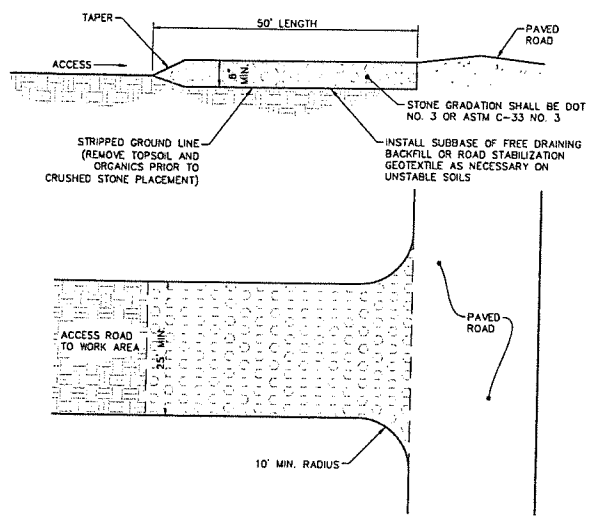 50' LENGTH
TAPER
PAVED
ROAD
ACCESS
8"
MIN.
STONE GRADATION SHALL BE DOT
NO. 3 OR ASTM C-33 NO. 3
STRIPPED GROUND LINE
(REMOVE TOPSOIL AND
ORGANICS PRIOR TO
CRUSHED STONE PLACEMENT)
INSTALL SUBBASE OF FREE DRAINING
BACKFILL OR ROAD STABILIZATION
GEOTEXTILE AS NECESSARY ON
UNSTABLE SOILS
ACCESS ROAD
TO WORK AREA
25' MIN.
PAVED
ROAD
10' MIN. RADIUS